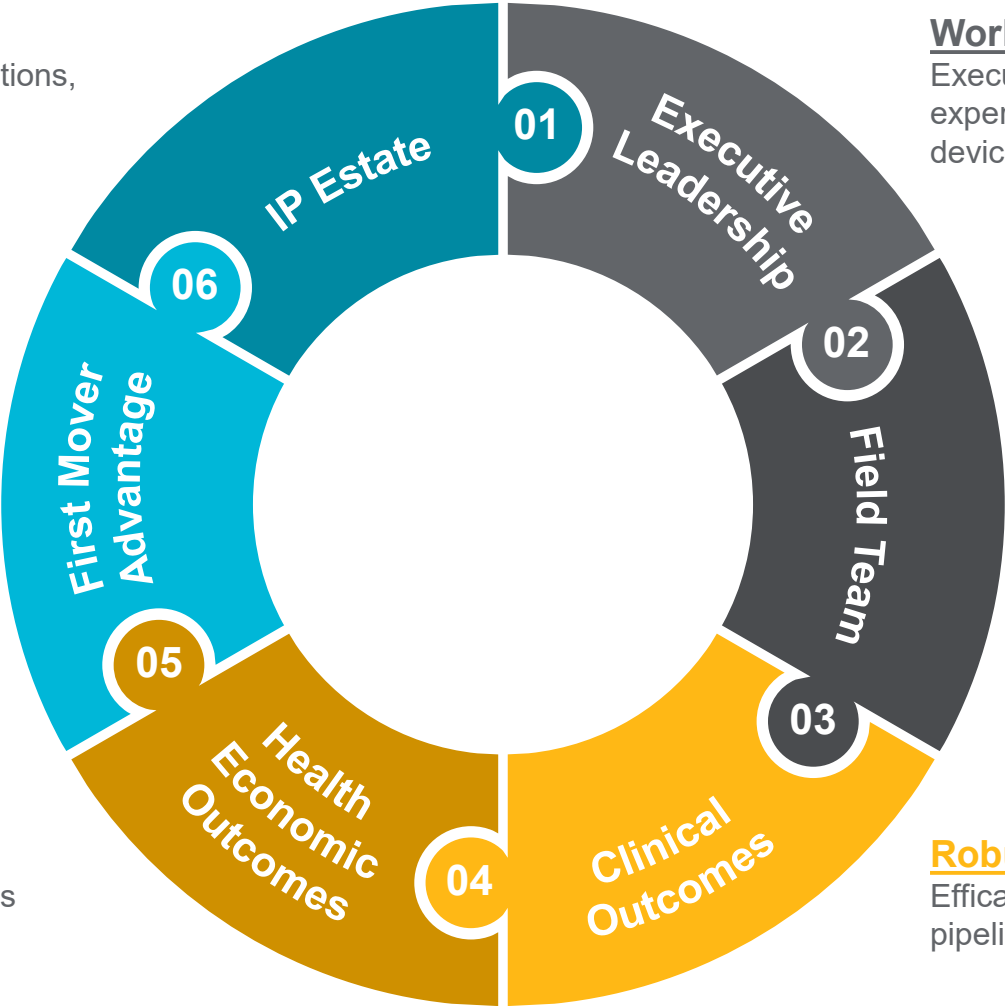 tions,
01
Executive
Leadership
02
Field Team
03
Clinical
Outcomes
04
Health
Economic
Outcomes
05
First Mover
Advantage
06
IP Estate
s